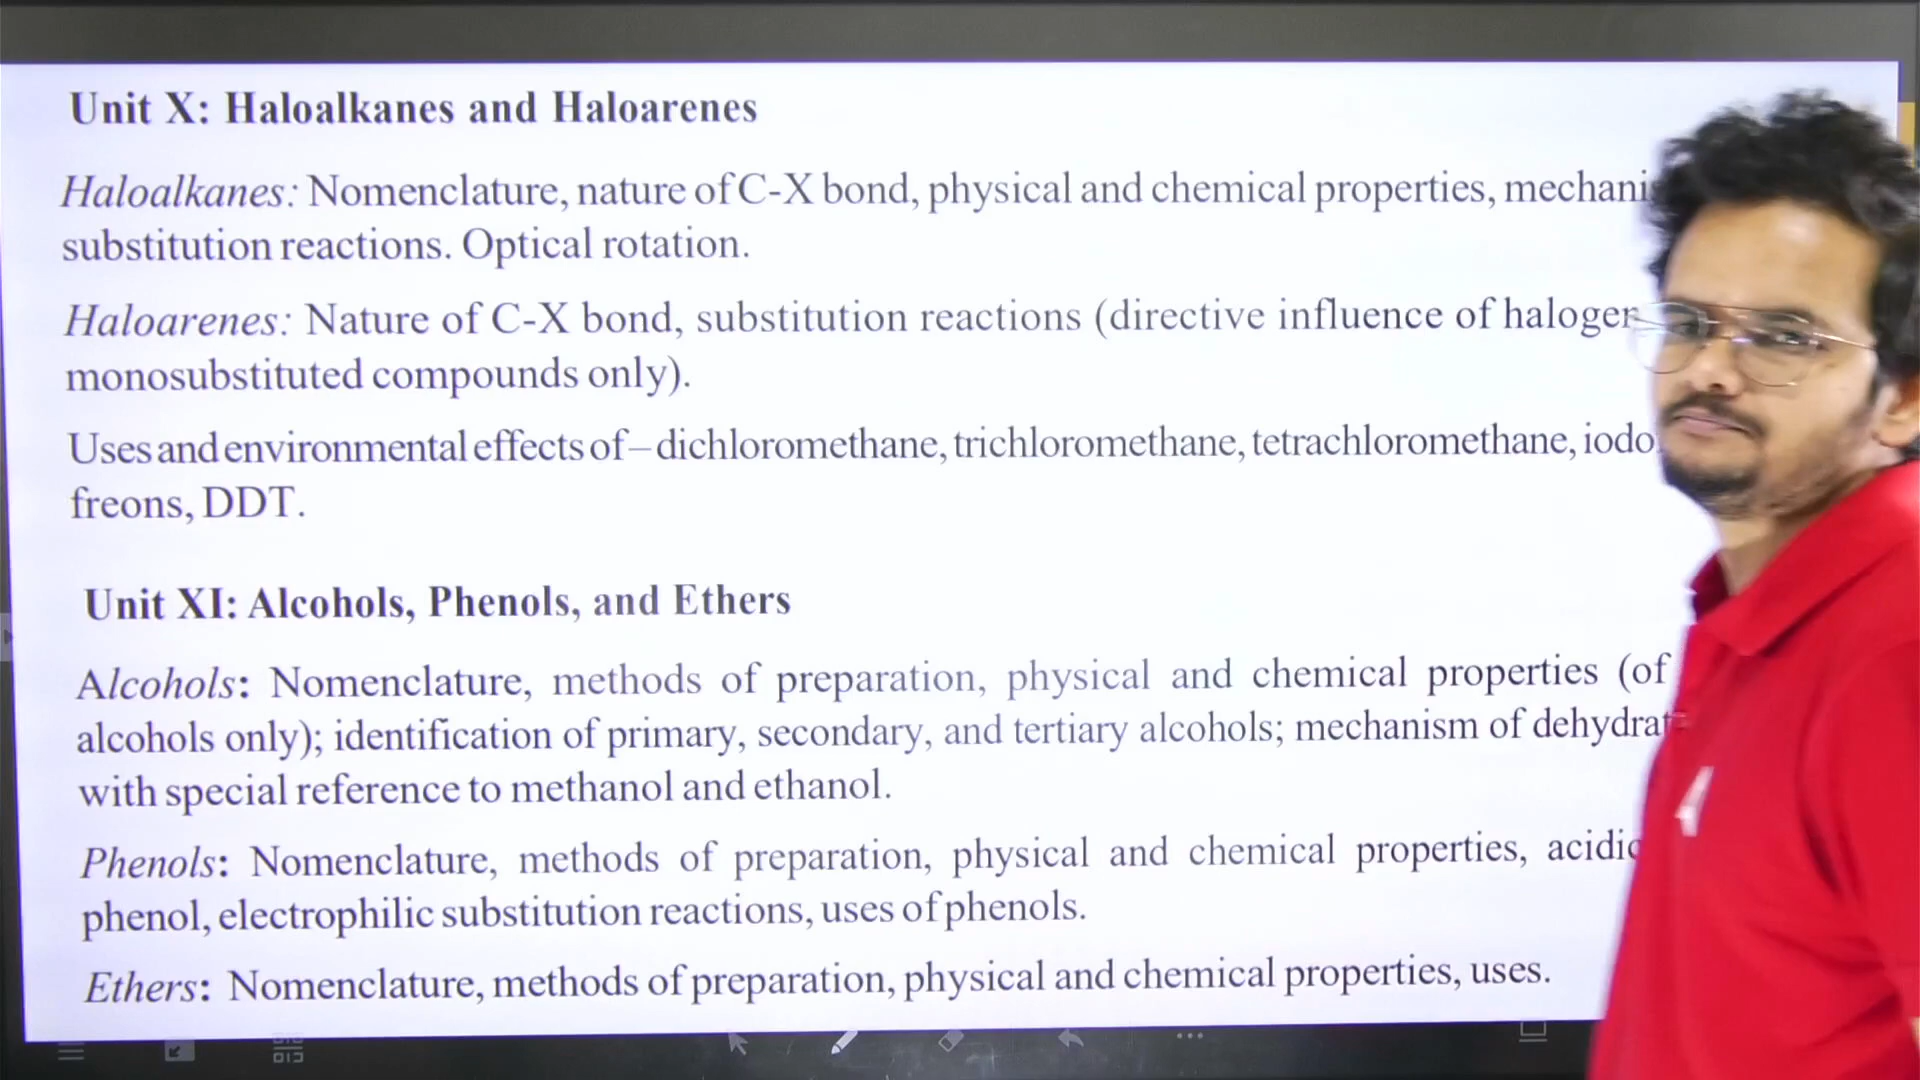 Unit X: Haloalkanes and Haloarenes
Haloalkanes: Nomenclature, nature of C-X bond, physical and chemical properties,
substitution reactions. Optical rotation.
Haloarenes: Nature of C-X bond, substitution reactions (directive influence of
monosubstituted compounds only).
Uses and environmental effects of – dichloromethane, trichloromethane, tetrachloromethane,
freons, DDT.
Unit XI: Alcohols, Phenols, and Ethers
Alcohols: Nomenclature, methods of preparation, physical and chemical properties (of
alcohols only); identification of primary, secondary, and tertiary alcohols; mechanism of
with special reference to methanol and ethanol.
Phenols: Nomenclature, methods of preparation, physical and chemical properties,
phenol, electrophilic substitution reactions, uses of phenols.
Ethers: Nomenclature, methods of preparation, physical and chemical properties, uses.